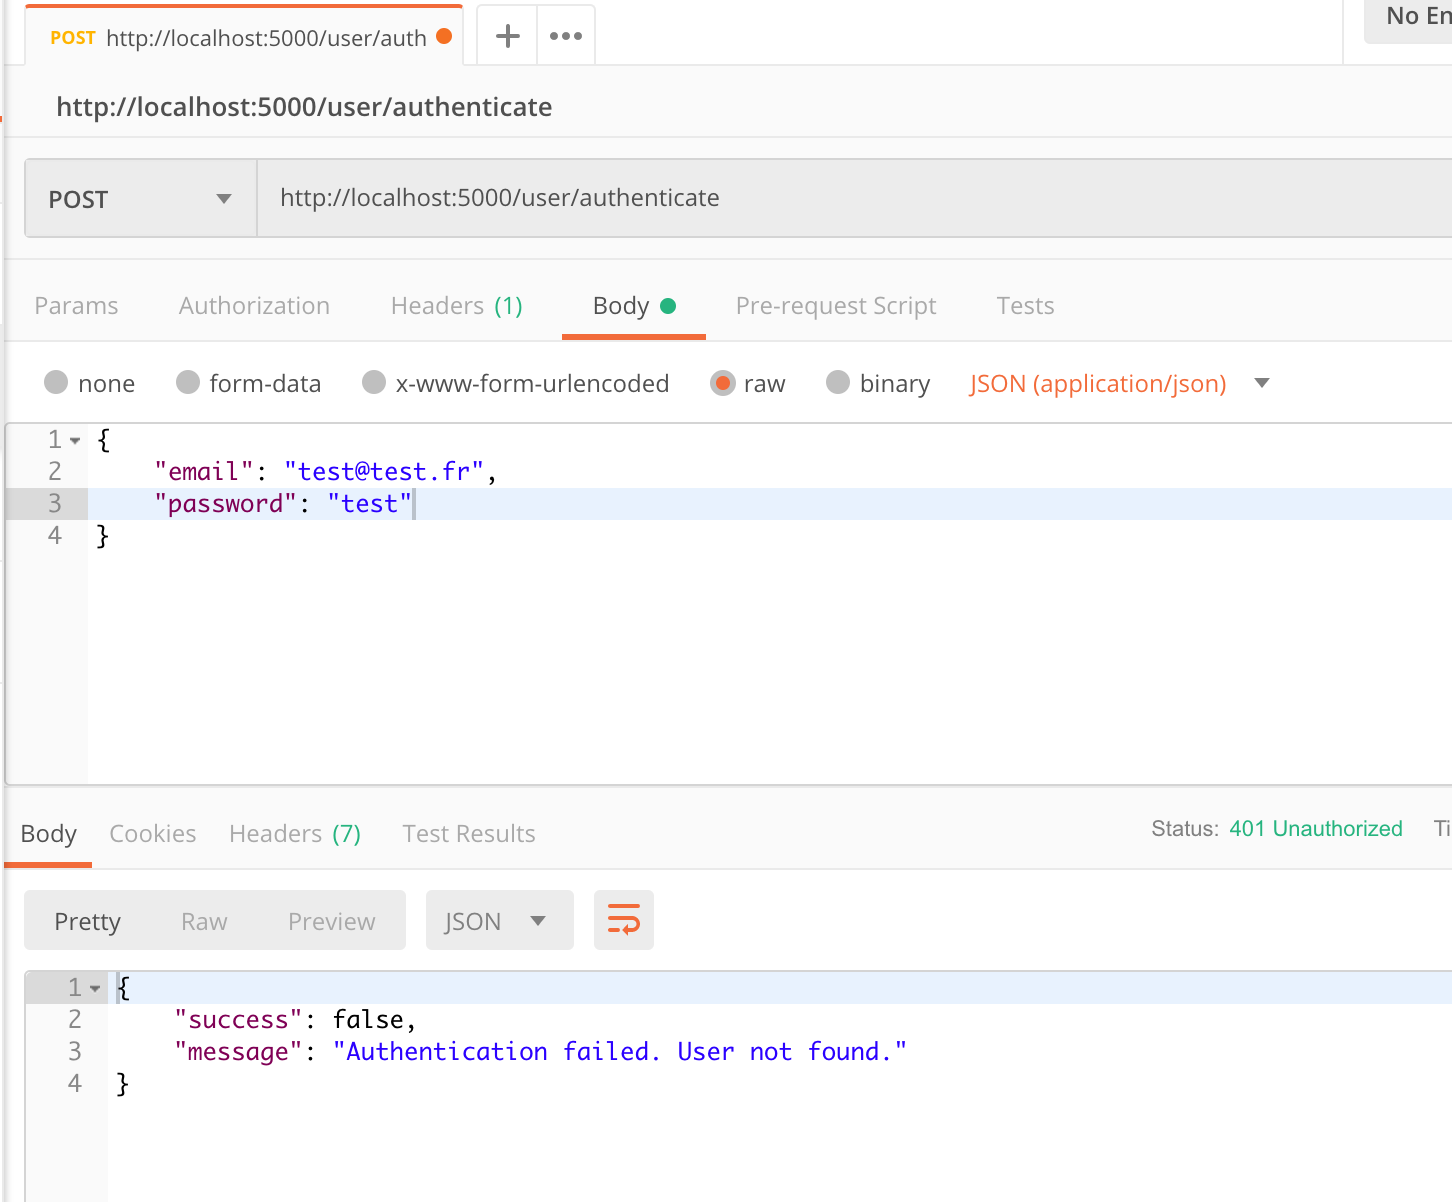 POST http://localhost:5000/user/auth
No En
http://localhost:5000/user/authenticate
POST http://localhost:5000/user/authenticate
Params Authorization Headers (1) Body Pre-request Script Tests
none form-data x-www-form-urlencoded raw binary JSON (application/json)
1 {
2 "email": "test@test.fr",
3 "password": "test"
4 }
Body Cookies Headers (7) Test Results Status: 401 Unauthorized Ti
Pretty Raw Preview JSON
1 {
2 "success": false,
3 "message": "Authentication failed. User not found."
4 }